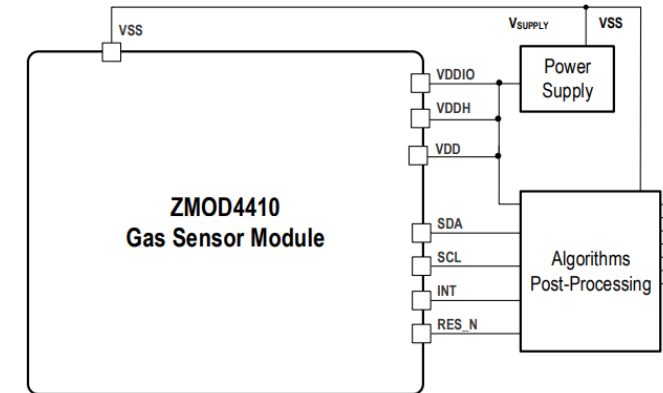 VSS
VSUPPLY VSS
Power
Supply
VDDIO
VDDH
VDD
ZMOD4410
Gas Sensor Module
SDA
SCL
INT
RES_N
Algorithms
Post-Processing